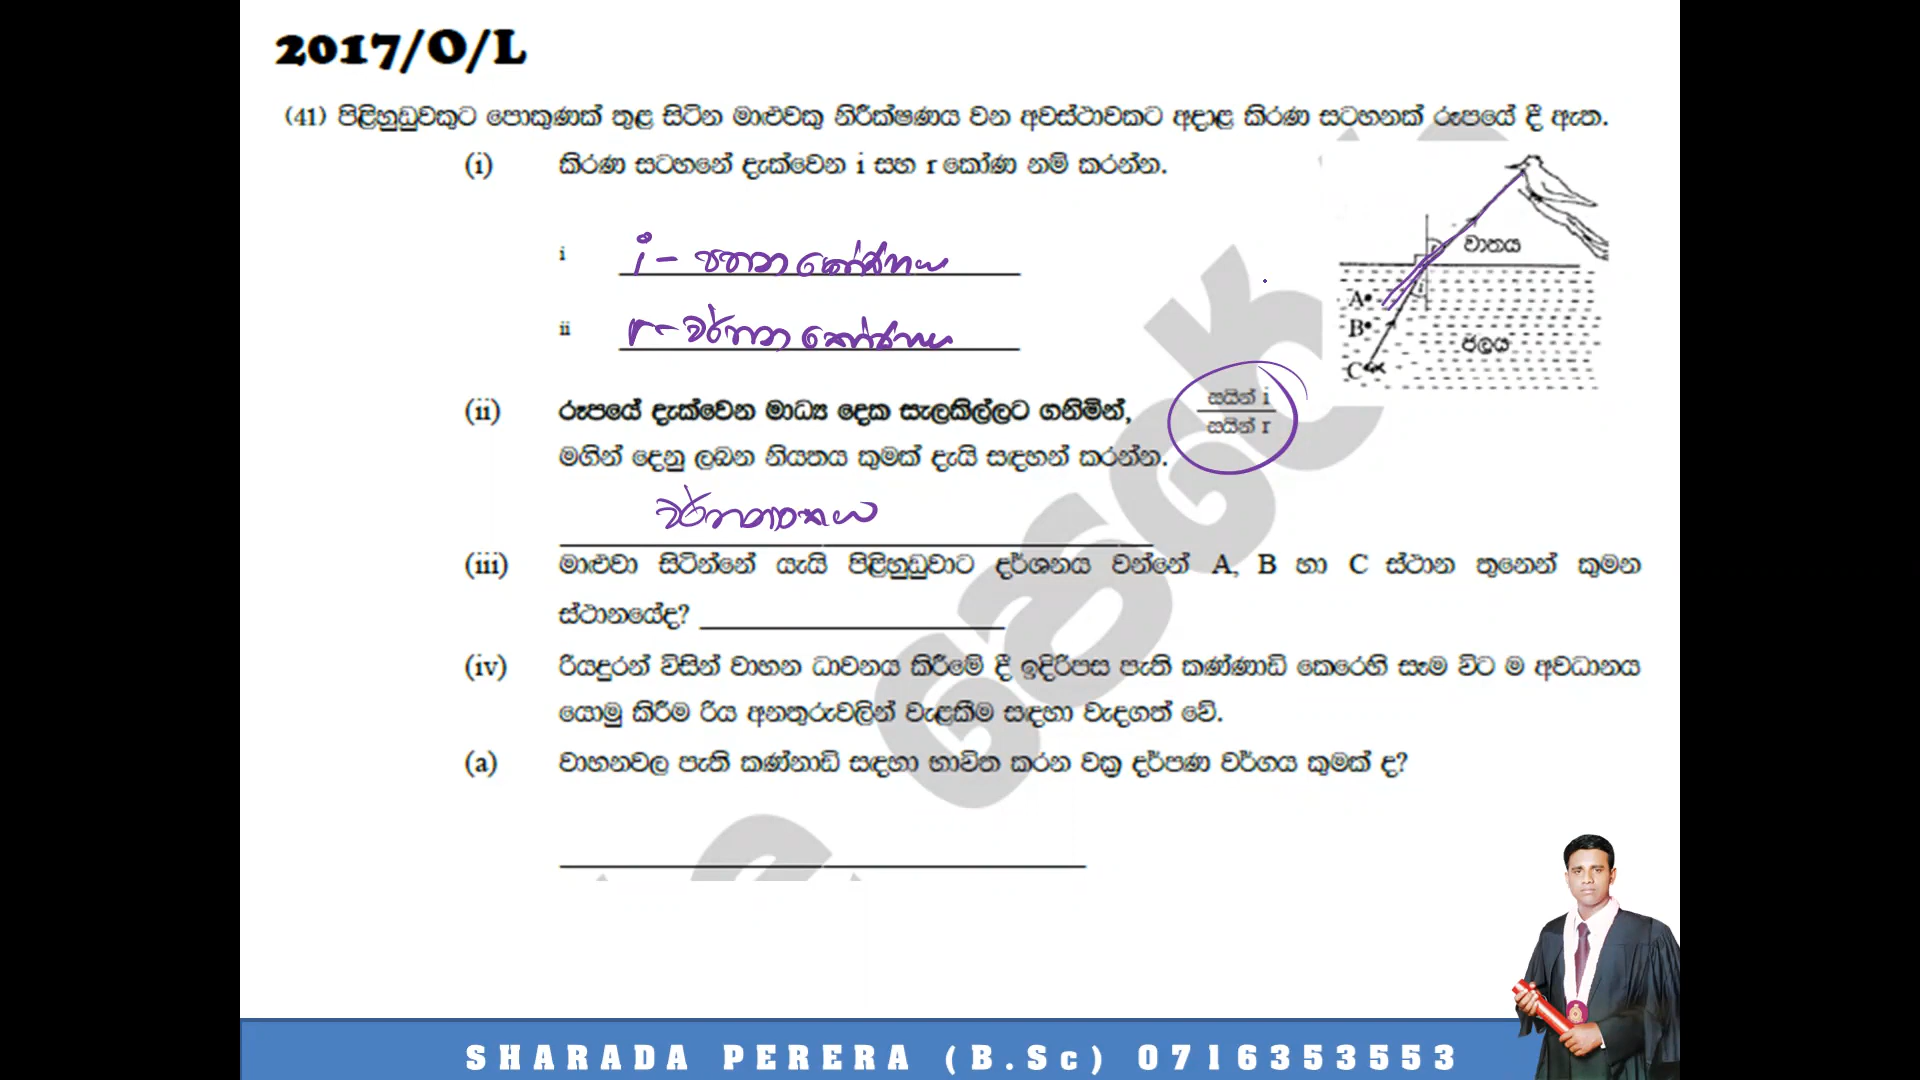 2017/O/L
(41) පිළිහුඩුවකුට පොකුණක් තුළ සිටින මාළුවකු නිරීක්ෂණය වන අවස්ථාවකට අදාළ කිරණ සටහනක් රූපයේ දී ඇත.
(i) කිරණ සටහනේ දැක්වෙන i සහ r කෝණ නම් කරන්න.
i i – පතන කෝණය
ii r – වර්තන කෝණය
වාතය
A
B
C
ජලය
i
(ii) රූපයේ දැක්වෙන මාධ්‍ය දෙක සැලකිල්ලට ගනිමින්, සයින් i
සයින් r
මගින් දෙනු ලබන නියතය කුමක් දැයි සඳහන් කරන්න.
වර්තනාංකය
(iii) මාළුවා සිටින්නේ යැයි පිළිහුඩුවාට දර්ශනය වන්නේ A, B හා C ස්ථාන තුනෙන් කුමන
ස්ථානයේද?
(iv) රියදුරන් විසින් වාහන ධාවනය කිරීමේ දී ඉදිරිපස පැති කණ්ණාඩි කෙරෙහි සෑම විට ම අවධානය
යොමු කිරීම රිය අනතුරුවලින් වැළකීම සඳහා වැදගත් වේ.
(a) වාහනවල පැති කණ්නාඩි සඳහා භාවිත කරන වක්‍ර දර්පණ වර්ගය කුමක් ද?
SHARADA PERERA (B.Sc) 0716353553